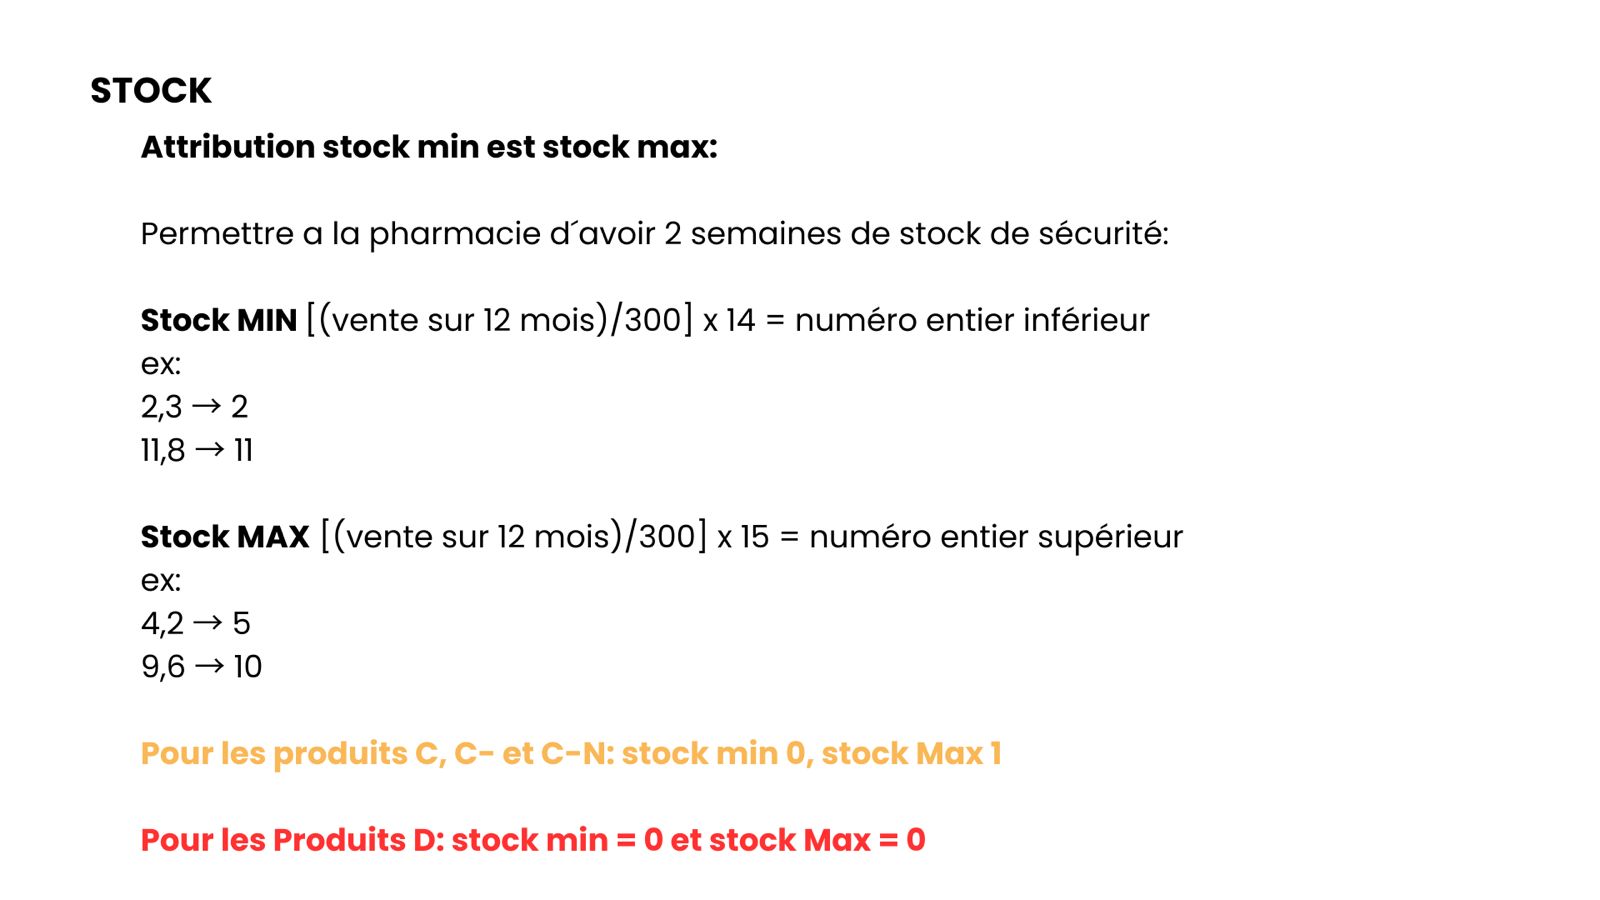 STOCK
Attribution stock min est stock max:
Permettre a la pharmacie d´avoir 2 semaines de stock de sécurité:
Stock MIN [(vente sur 12 mois)/300] x 14 = numéro entier inférieur
ex:
2,3 → 2
11,8 → 11
Stock MAX [(vente sur 12 mois)/300] x 15 = numéro entier supérieur
ex:
4,2 → 5
9,6 → 10
Pour les produits C, C- et C-N: stock min 0, stock Max 1
Pour les Produits D: stock min = 0 et stock Max = 0